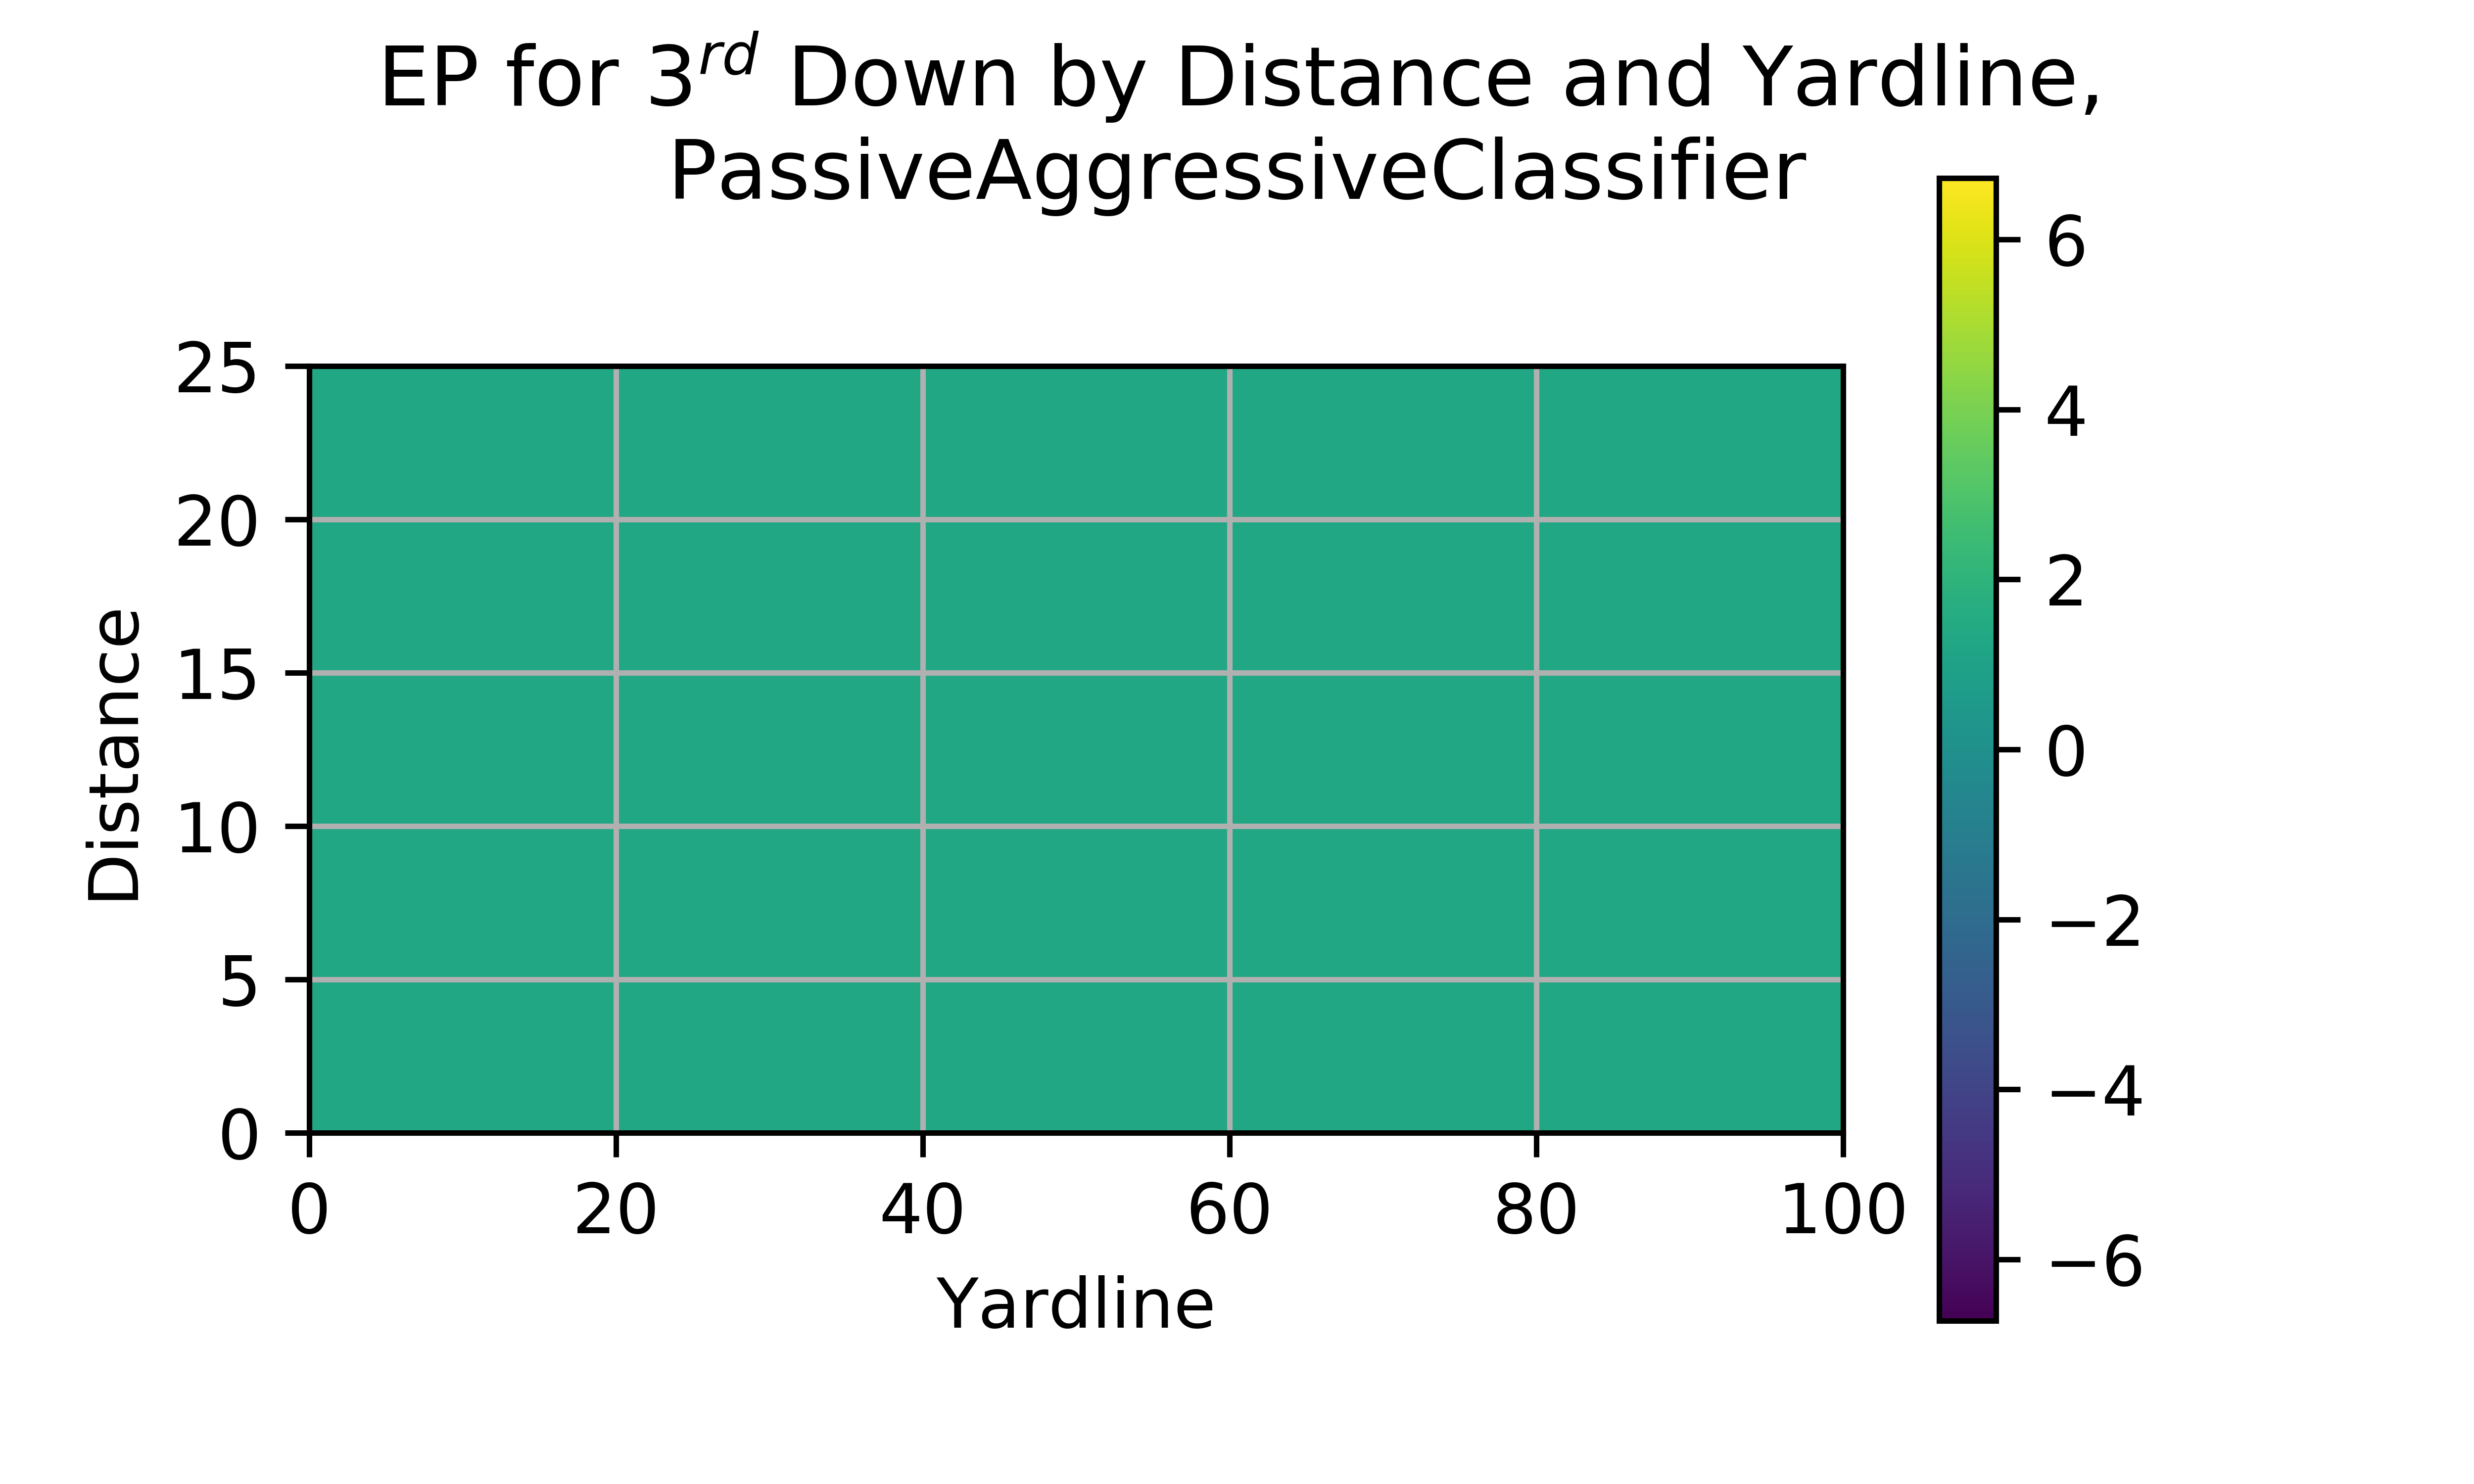 EP for 3rd Down by Distance and Yardline,
PassiveAggressiveClassifier
6
4
2
0
−2
−4
−6
25
20
15
10
5
0
Distance
0 20 40 60 80 100
Yardline